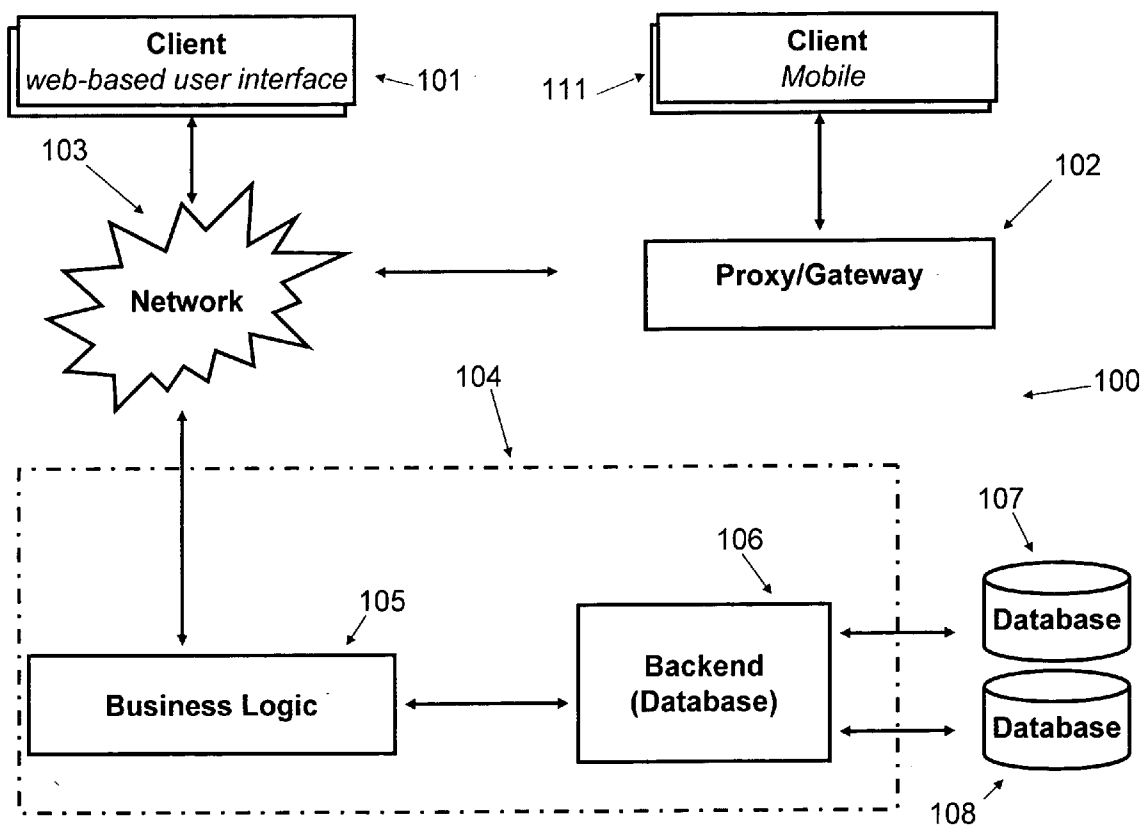 Client
web-based user interface
101
Client
Mobile
111
103
102
Network
Proxy/Gateway
104
100
107
106
105
Database
Backend
(Database)
Business Logic
Database
108